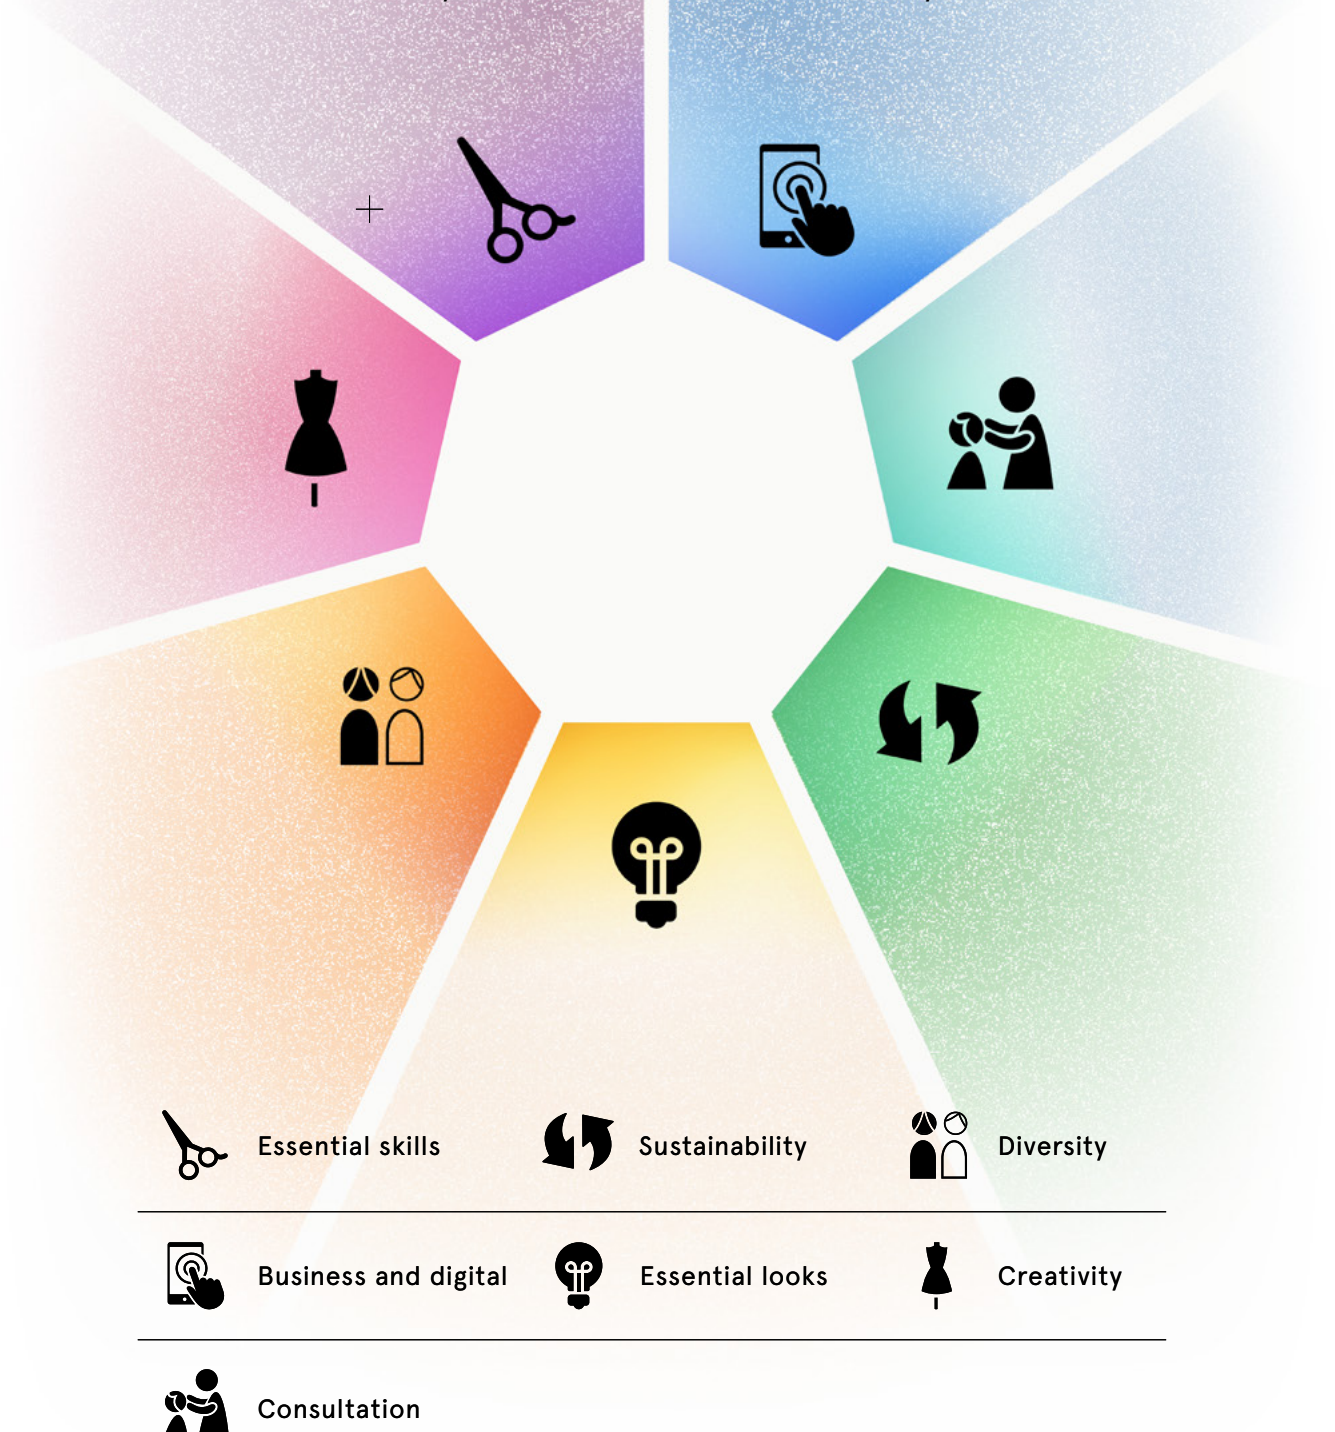 Essential skills
Sustainability
Diversity
Business and digital
Essential looks
Creativity
Consultation